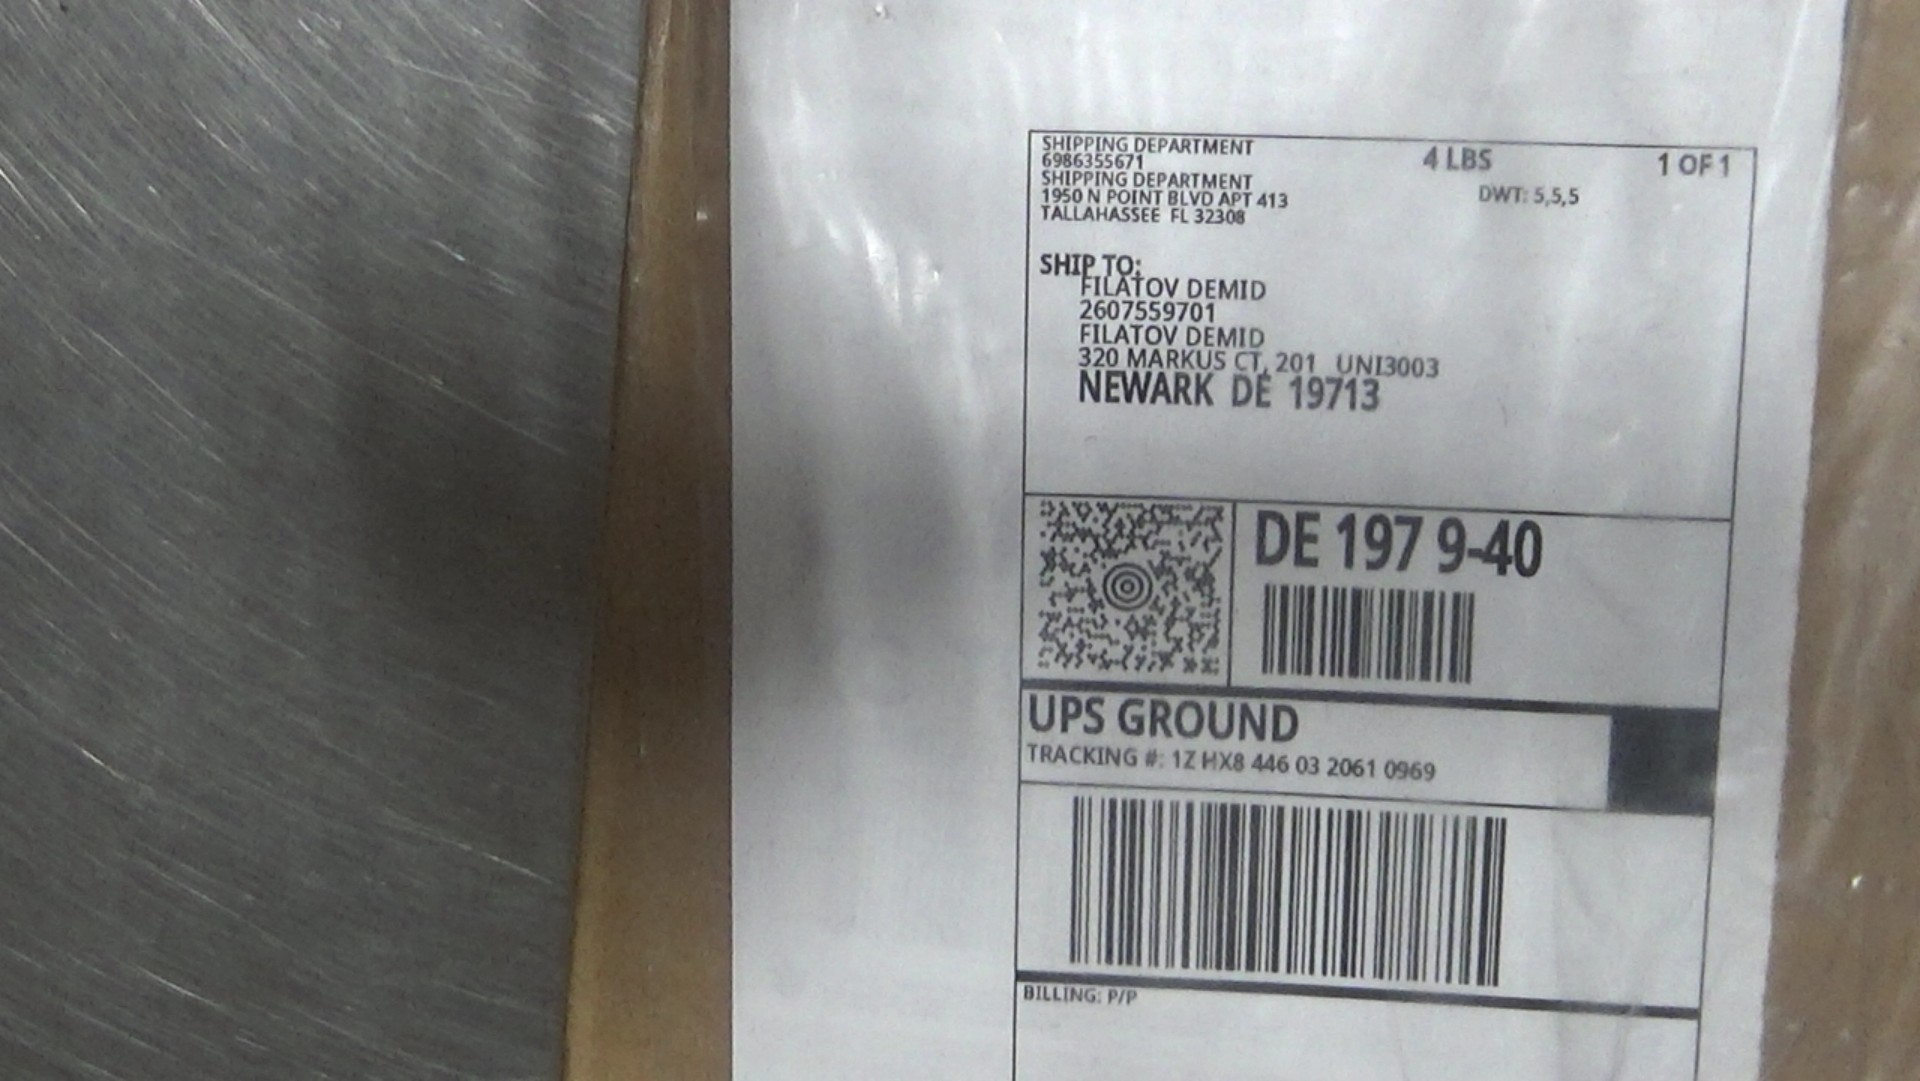 SHIPPING DEPARTMENT
6986355671
SHIPPING DEPARTMENT
1950 N POINT BLVD APT 413
TALLAHASSEE FL 32308
4 LBS
1 OF 1
DWT: 5,5,5
SHIP TO:
FILATOV DEMID
2607559701
FILATOV DEMID
320 MARKUS CT, 201 UNI3003
NEWARK DE 19713
DE 197 9-40
UPS GROUND
TRACKING #: 1Z HX8 446 03 2061 0969
BILLING: P/P